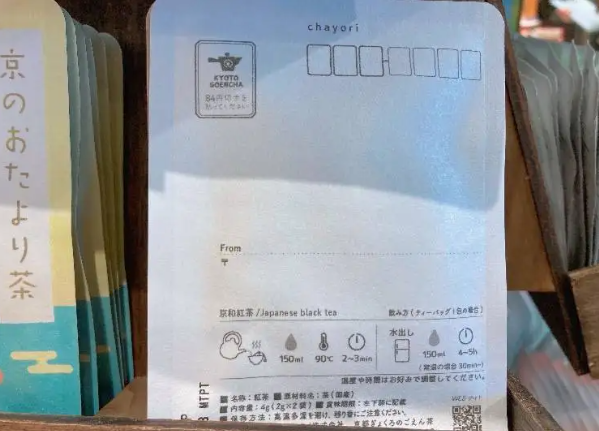 chayori
KYOTO
GOENCHA
84円切手を
貼ってください
京のおたより茶
From
〒
京和紅茶/Japanese black tea
飲み方(ティーバッグ1包の場合)
水出し
150ml
90℃
2~3min
150ml
4~5h
(常温の場合 30min~)
温度や時間はお好みで調整してください。
MTPT
名称:紅茶 原材料名:茶(国産)
内容量:4g(2g×2袋) 賞味期限:水下部に記載
保存方法:高温多湿を避け、移り香にご注意ください。
京都ぎょくろのごえん茶